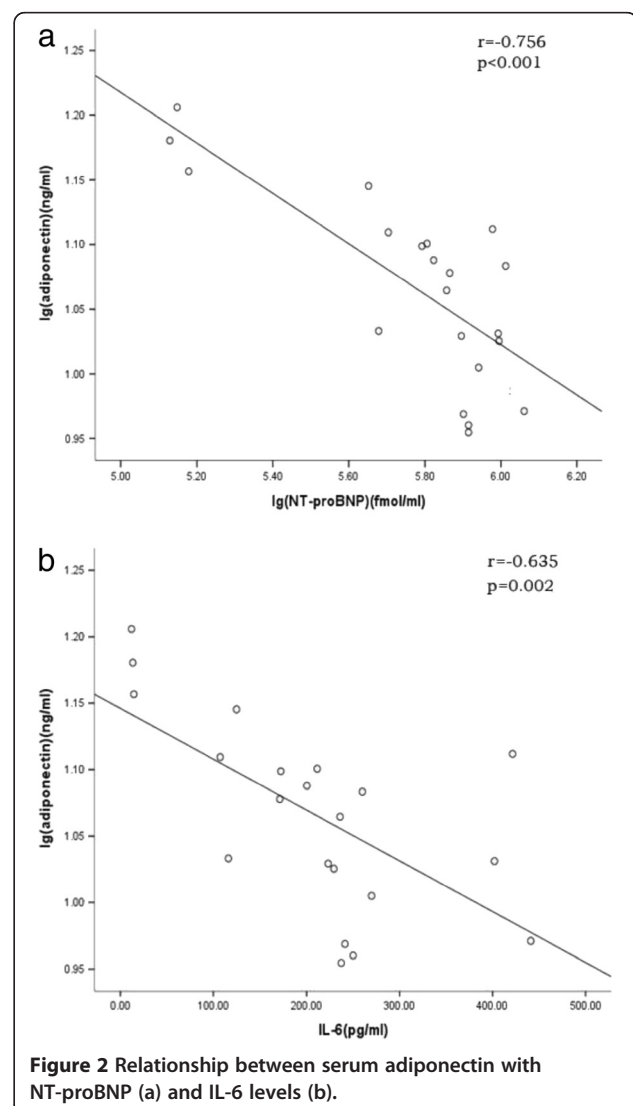 a
r=-0.756
p<0.001
1.25
1.20
1.15
1.10
1.05
1.00
0.95
lg(adiponectin)(ng/ml)
5.00 5.20 5.40 5.60 5.80 6.00 6.20
lg(NT-proBNP)(fmol/ml)
b
r=-0.635
p=0.002
1.25
1.20
1.15
1.10
1.05
1.00
0.95
lg(adiponectin)(ng/ml)
0.00 100.00 200.00 300.00 400.00 500.00
IL-6(pg/ml)
Figure 2 Relationship between serum adiponectin with
NT-proBNP (a) and IL-6 levels (b).